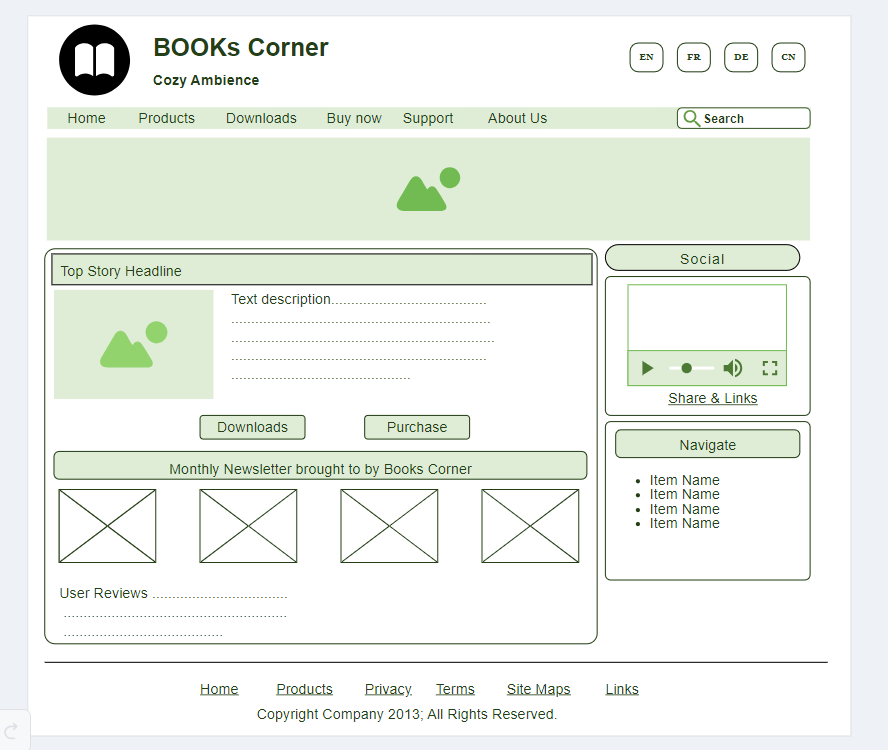 BOOKs Corner
Cozy Ambience
EN FR DE CN
Home Products Downloads Buy now Support About Us Search
Top Story Headline
Text description.......................................
.................................................................
..................................................................
................................................................
.............................................
Downloads Purchase
Monthly Newsletter brought to by Books Corner
User Reviews ..................................
........................................................
........................................
Social
Share & Links
Navigate
• Item Name
• Item Name
• Item Name
• Item Name
Home Products Privacy Terms Site Maps Links
Copyright Company 2013; All Rights Reserved.